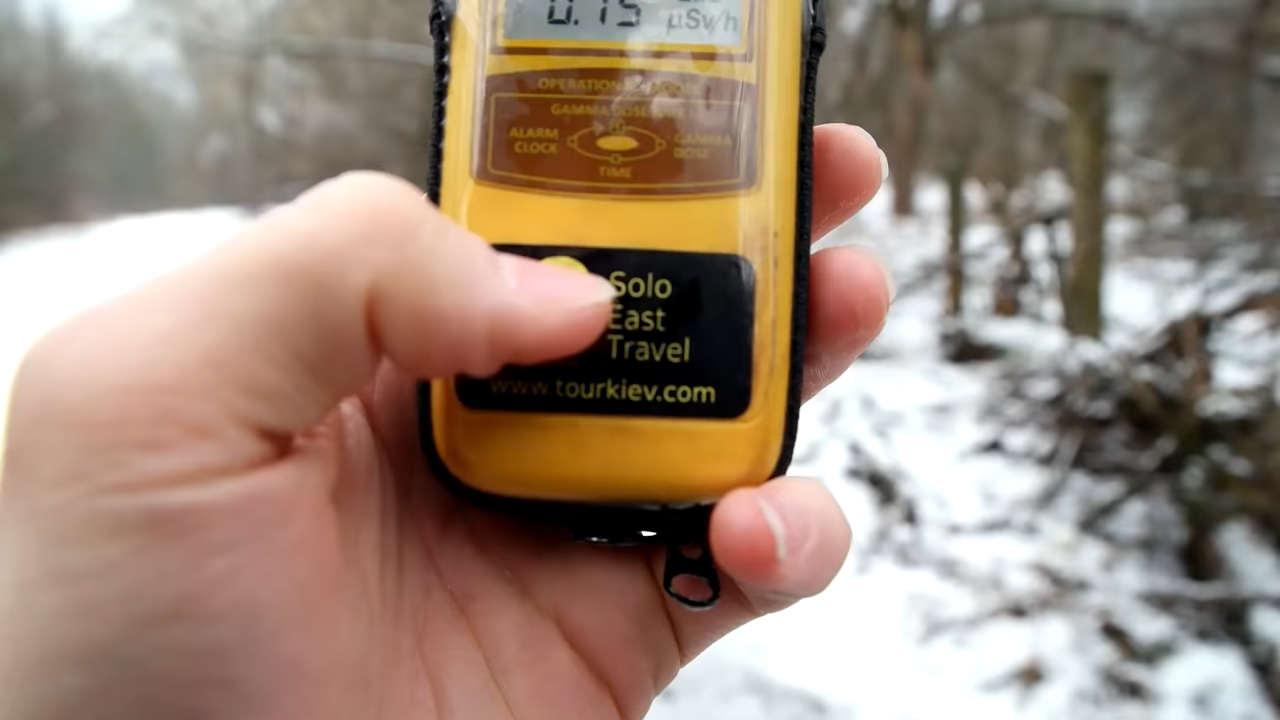 0.15
µSv/h
OPERATION
GAMMA DOSE
ALARM
CLOCK
GAMMA
DOSE
TIME
Solo
East
Travel
www.tourkiev.com